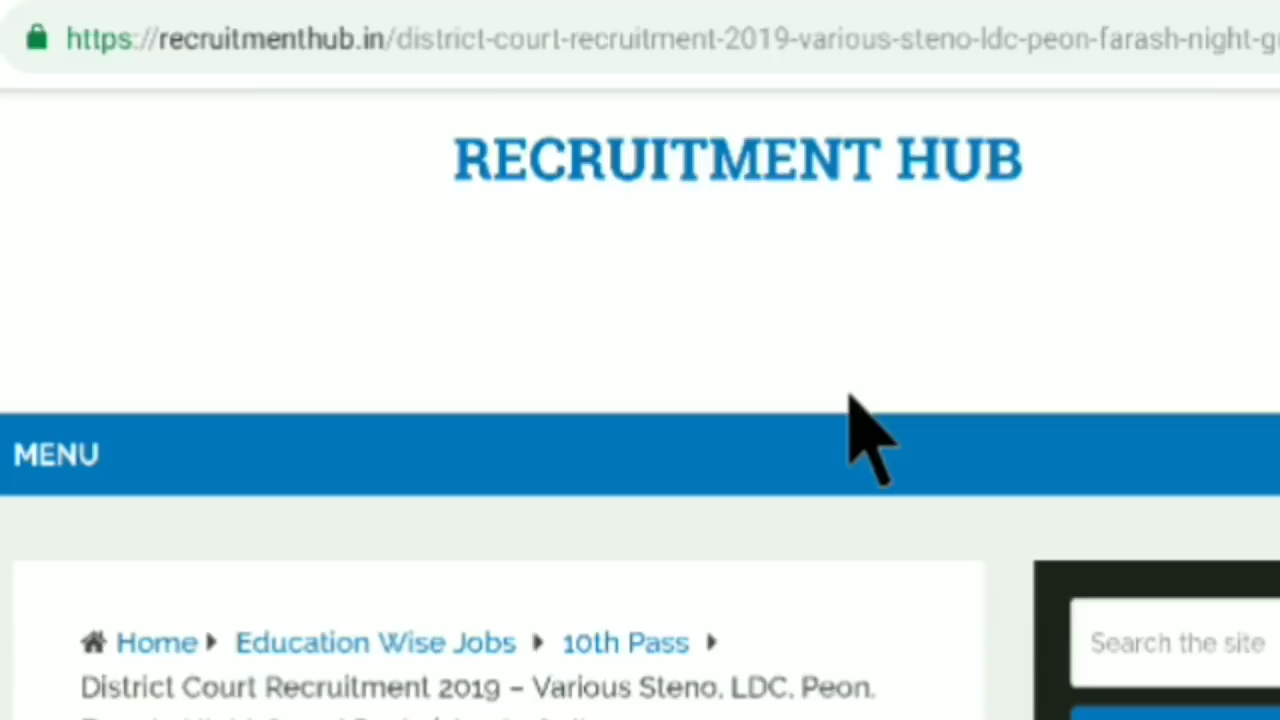 https://recruitmenthub.in/district-court-recruitment-2019-various-steno-ldc-peon-farash-night-g
RECRUITMENT HUB
MENU
Home Education Wise Jobs 10th Pass
Search the site
District Court Recruitment 2019 – Various Steno, LDC, Peon,